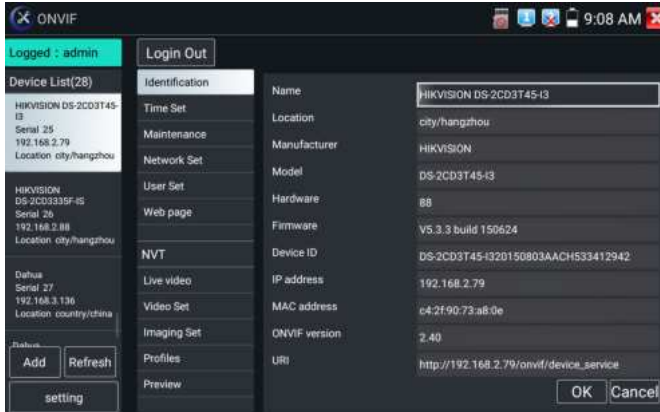 ONVIF
9:08 AM
Logged : admin
Login Out
Device List(28)
HIKVISION DS-2CD3T45-
I3
Serial 25
192.168.2.79
Location city/hangzhou
HIKVISION
DS-2CD3335F-IS
Serial 26
192.168.2.88
Location city/hangzhou
Dahua
Serial 27
192.168.3.136
Location country/china
Dahua
Add
Refresh
setting
Identification
Time Set
Maintenance
Network Set
User Set
Web page
NVT
Live video
Video Set
Imaging Set
Profiles
Preview
Name HIKVISION DS-2CD3T45-I3
Location city/hangzhou
Manufacturer HIKVISION
Model DS-2CD3T45-I3
Hardware 88
Firmware V5.3.3 build 150624
Device ID DS-2CD3T45-I320150803AACH533412942
IP address 192.168.2.79
MAC address c4:2f:90:73:a8:0e
ONVIF version 2.40
URI http://192.168.2.79/onvif/device_service
OK
Cancel